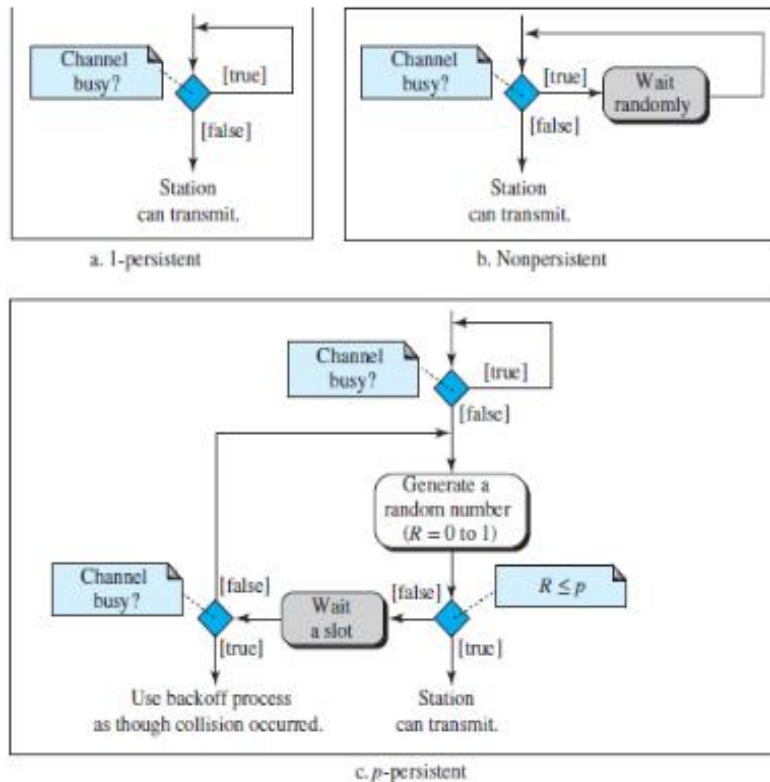 Channel
busy?
[true]
[false]
Station
can transmit.
a. 1-persistent
Channel
busy?
[true]
Wait
randomly
[false]
Station
can transmit.
b. Nonpersistent
Channel
busy?
[true]
[false]
Generate a
random number
(R = 0 to 1)
Channel
busy?
[false]
Wait
a slot
[false]
R ≤ p
[true]
[true]
Use backoff process
as though collision occurred.
Station
can transmit.
c. p-persistent